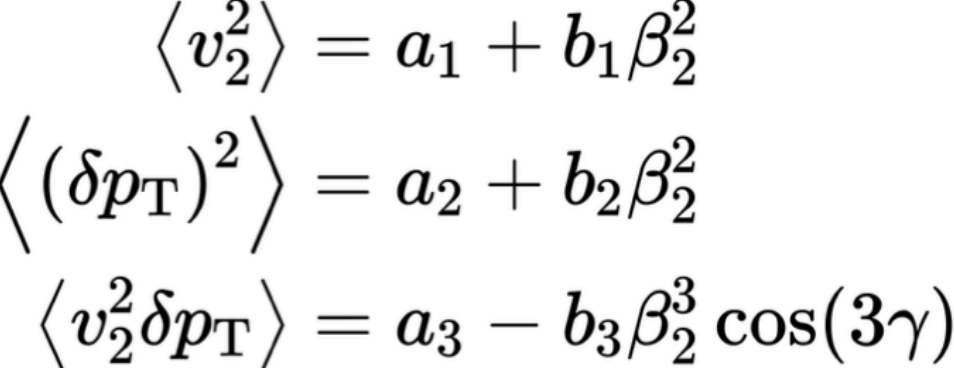 ⟨v₂²⟩ = a₁ + b₁β₂²
⟨(δp_T)²⟩ = a₂ + b₂β₂²
⟨v₂²δp_T⟩ = a₃ − b₃β₂³ cos(3γ)